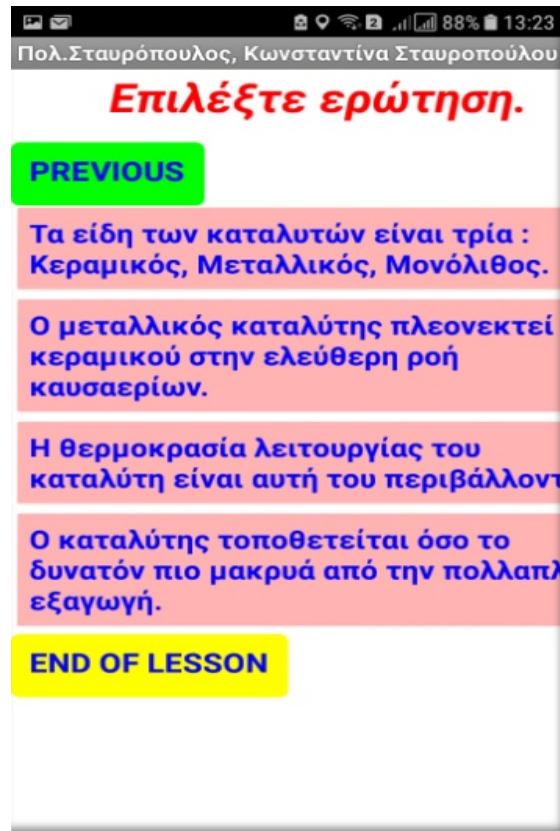 88% 13:23
Πολ.Σταυρόπουλος, Κωνσταντίνα Σταυροπούλου
Επιλέξτε ερώτηση.
PREVIOUS
Τα είδη των καταλυτών είναι τρία :
Κεραμικός, Μεταλλικός, Μονόλιθος.
Ο μεταλλικός καταλύτης πλεονεκτεί
κεραμικού στην ελεύθερη ροή
καυσαερίων.
Η θερμοκρασία λειτουργίας του
καταλύτη είναι αυτή του περιβάλλοντ
Ο καταλύτης τοποθετείται όσο το
δυνατόν πιο μακρυά από την πολλαπλ
εξαγωγή.
END OF LESSON